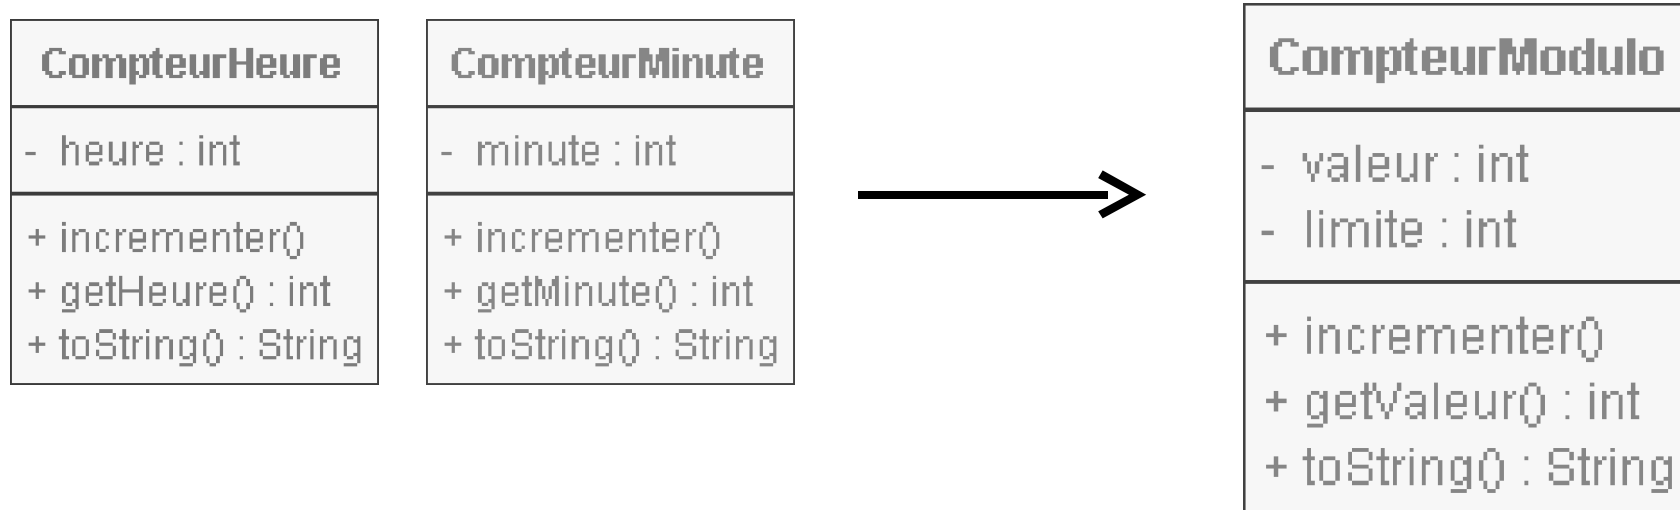 CompteurHeure
- heure : int
+ incrementer()
+ getHeure() : int
+ toString() : String
CompteurMinute
- minute : int
+ incrementer()
+ getMinute() : int
+ toString() : String
CompteurModulo
- valeur : int
- limite : int
+ incrementer()
+ getValeur() : int
+ toString() : String